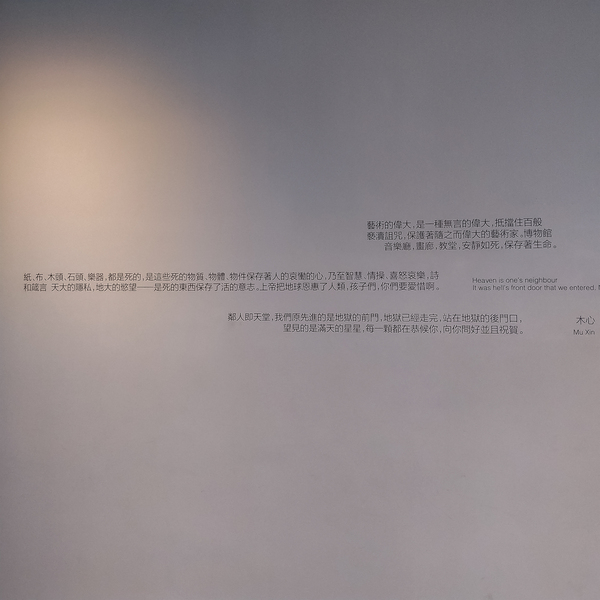 藝術的偉大,是一種無言的偉大,抵擋住百般
褻瀆詛咒,保護著隨之而偉大的藝術家,博物館
音樂廳,畫廊,教堂,安靜如死,保存著生命。
紙,布,木頭,石頭,樂器,都是死的,是這些死的物質,物體,物件保存著人的哀慟的心,乃至智慧,情操,喜怒哀樂,詩
和箴言 天大的隱私,地大的慾望——是死的東西保存了活的意志,上帝把地球恩惠了人類,孩子們,你們要愛惜啊。
Heaven is one's neighbour
It was hell's front door that we entered,
鄰人即天堂,我們原先進的是地獄的前門,地獄已經走完,站在地獄的後門口,
望見的是滿天的星星,每一顆都在恭候你,向你問好並且祝賀。
木心
Mu Xin